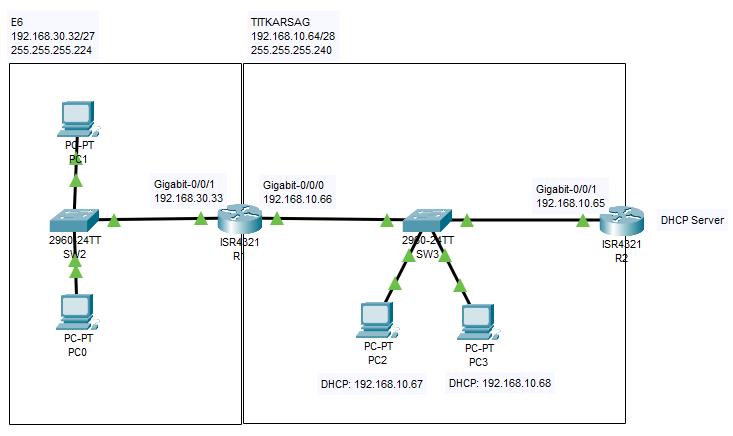 E6
192.168.30.32/27
255.255.255.224
TITKARSAG
192.168.10.64/28
255.255.255.240
PC-PT
PC1
Gigabit-0/0/1
192.168.30.33
Gigabit-0/0/0
192.168.10.66
Gigabit-0/0/1
192.168.10.65
DHCP Server
2960-24TT
SW2
ISR4321
R1
2960-24TT
SW3
ISR4321
R2
PC-PT
PC0
PC-PT
PC2
PC-PT
PC3
DHCP: 192.168.10.67
DHCP: 192.168.10.68